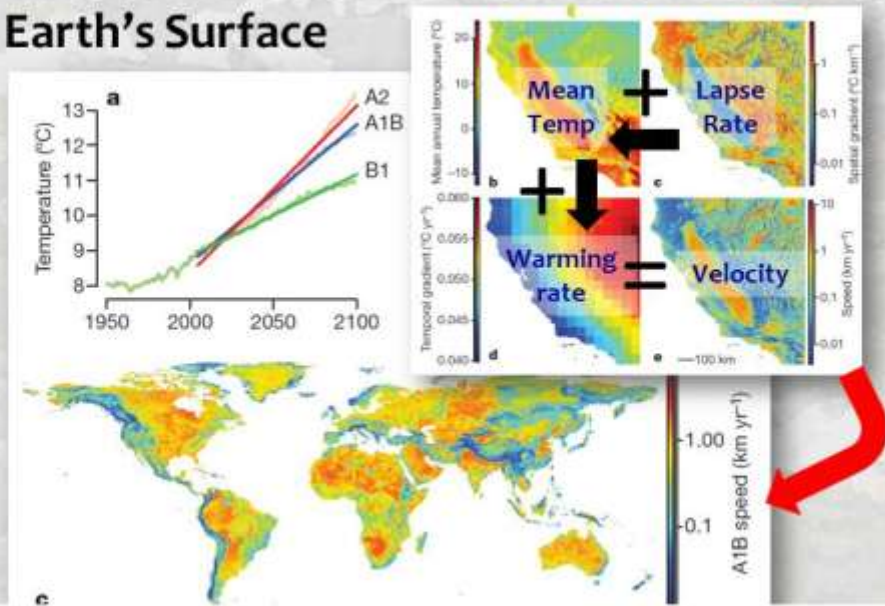 Earth's Surface
a
Temperature (°C)
13
12
11
10
9
8
1950
2000
2050
2100
A2
A1B
B1
Mean annual temperature (°C)
20
10
0
-10
b
Mean
Temp
+
Lapse
Rate
c
Spatial gradient (°C km-1)
1
0.1
0.01
+
Temporal gradient (°C yr-1)
0.060
0.055
0.050
0.045
0.040
d
Warming
rate
=
Velocity
e
100 km
Speed (km yr-1)
10
1
0.1
0.01
c
1.00
0.1
A1B speed (km yr-1)